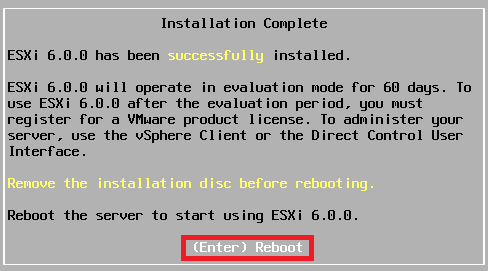 Installation Complete
ESXi 6.0.0 has been successfully installed.
ESXi 6.0.0 will operate in evaluation mode for 60 days. To
use ESXi 6.0.0 after the evaluation period, you must
register for a VMware product license. To administer your
server, use the vSphere Client or the Direct Control User
Interface.
Remove the installation disc before rebooting.
Reboot the server to start using ESXi 6.0.0.
(Enter) Reboot